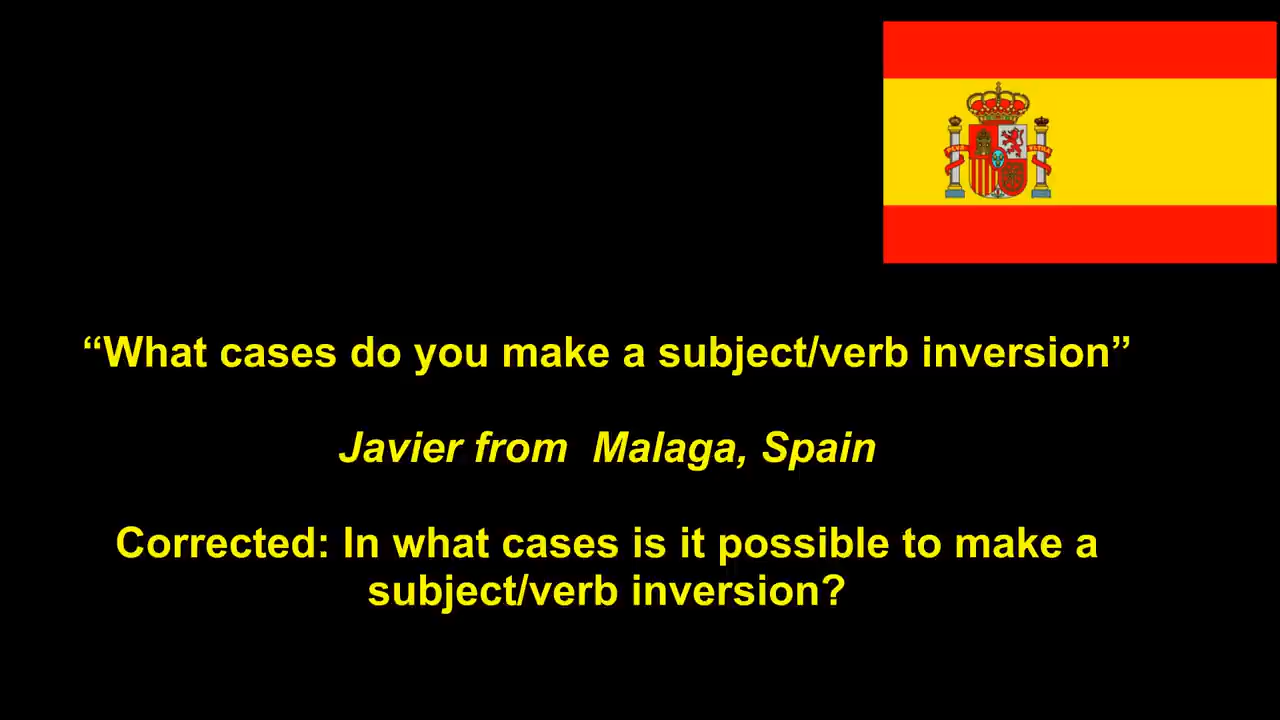 “What cases do you make a subject/verb inversion”
Javier from Malaga, Spain
Corrected: In what cases is it possible to make a
subject/verb inversion?